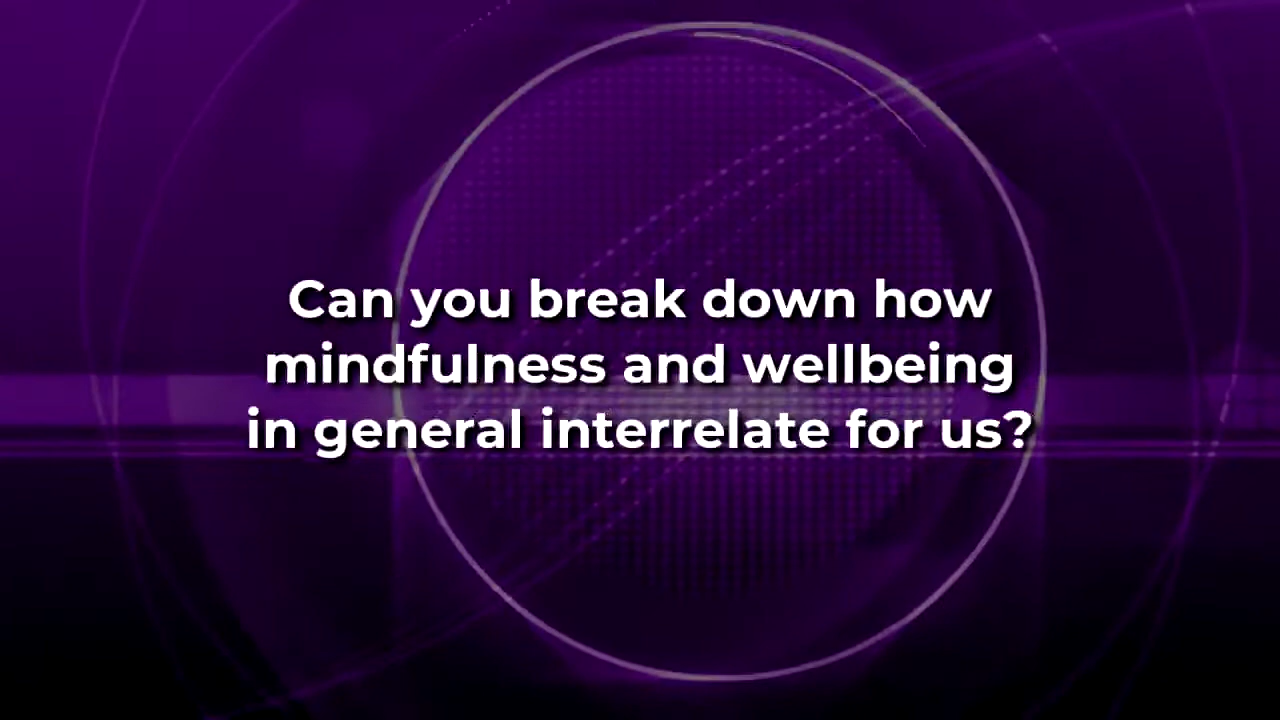 Can you break down how
mindfulness and wellbeing
in general interrelate for us?